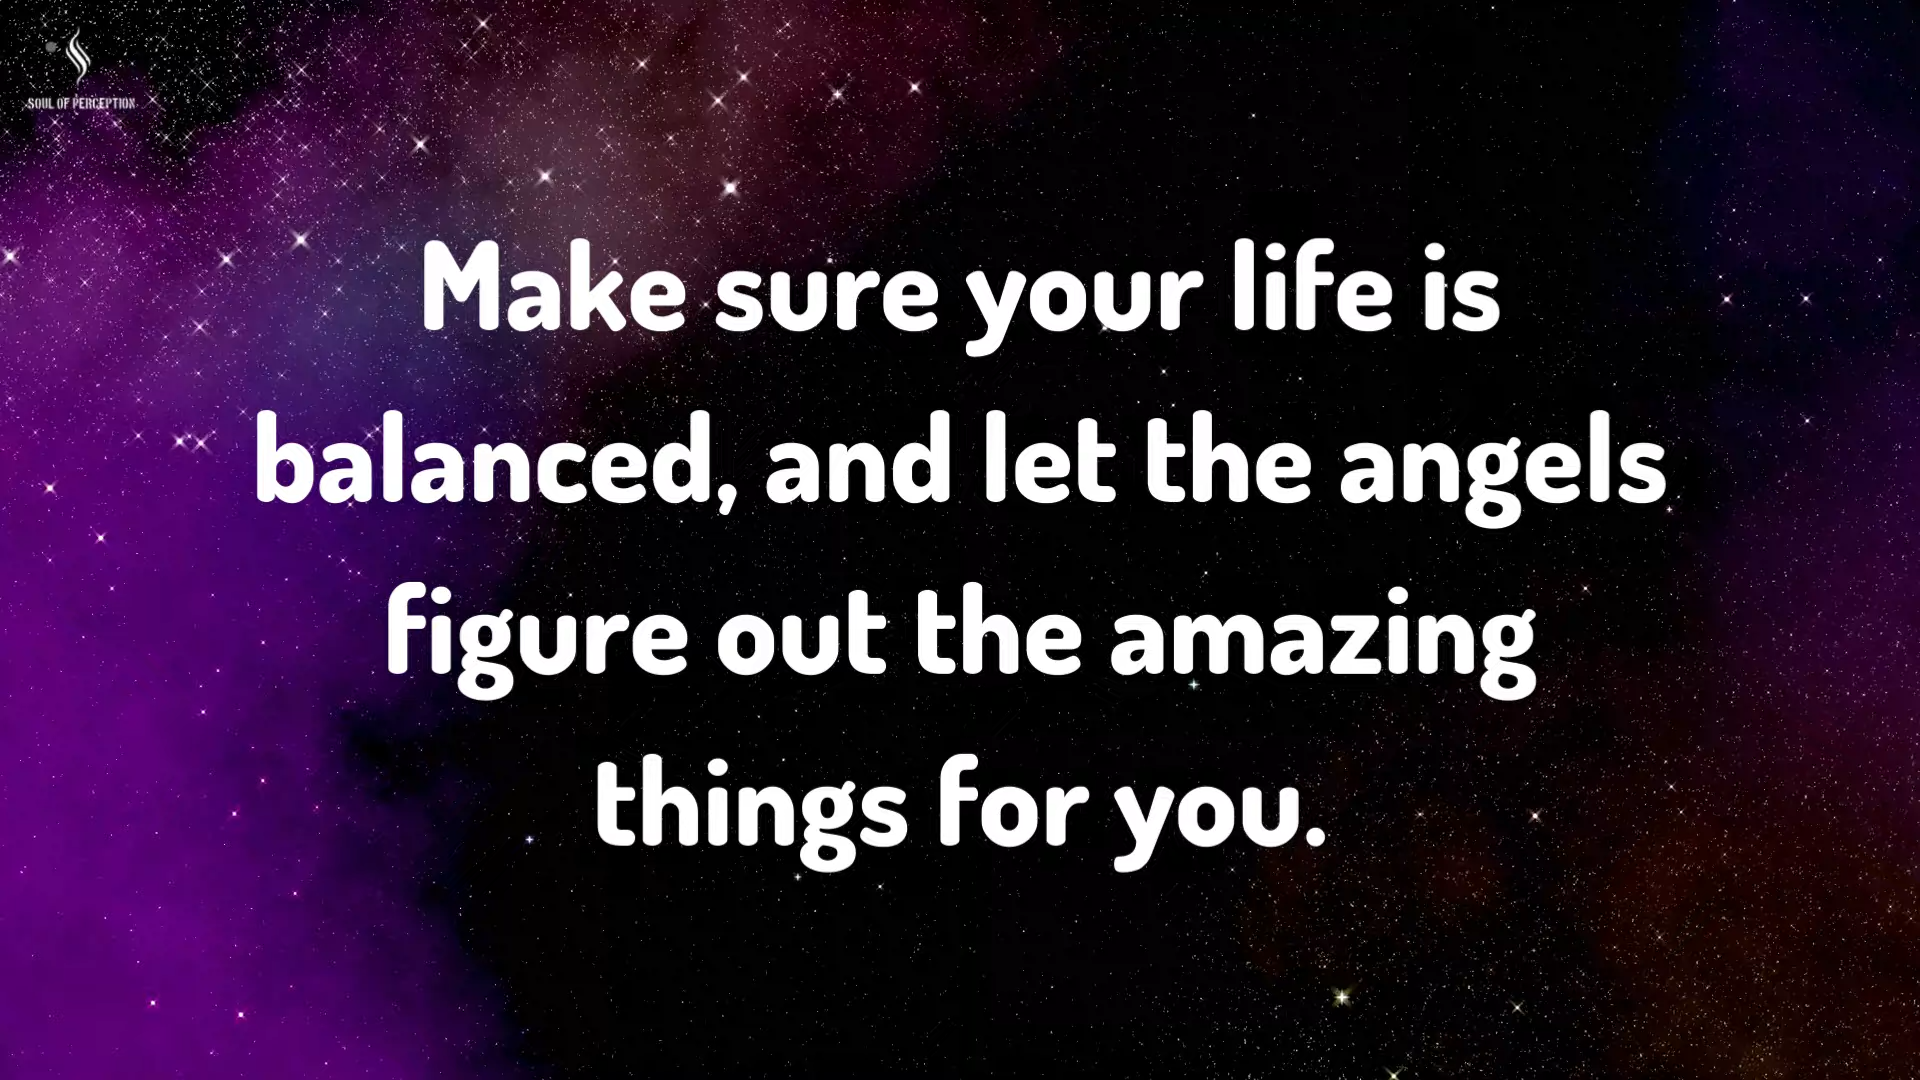 SOUL OF PERCEPTION
Make sure your life is
balanced, and let the angels
figure out the amazing
things for you.